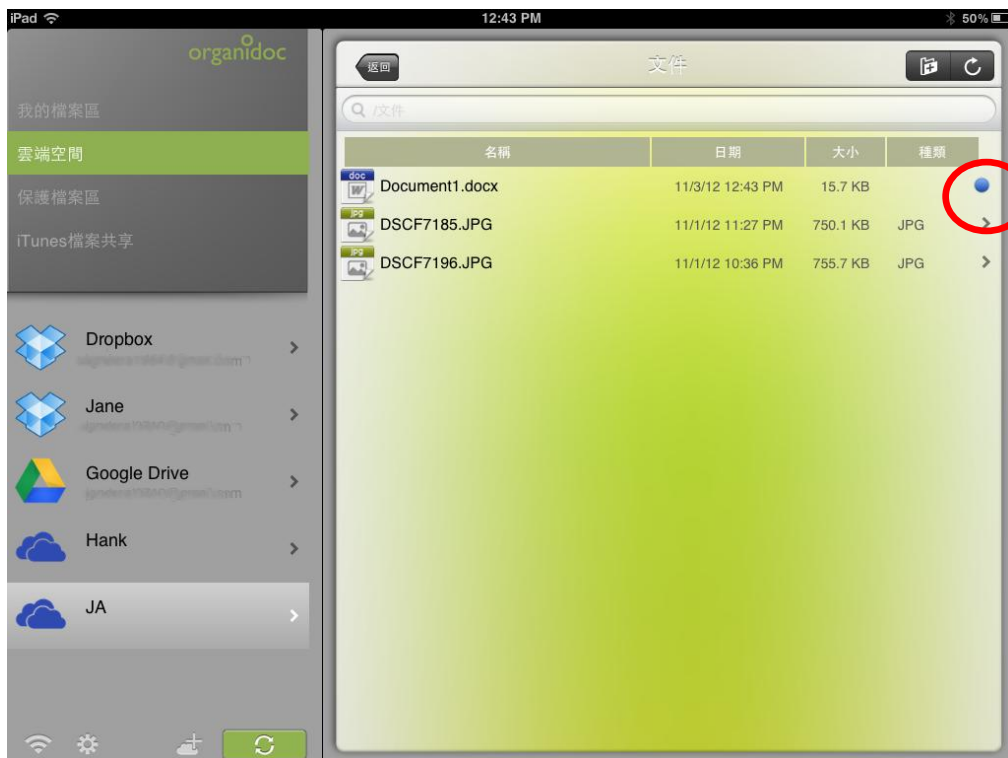 iPad 12:43 PM 50%
organidoc
我的檔案區
雲端空間
保護檔案區
iTunes檔案共享
Dropbox
Jane
Google Drive
Hank
JA
返回 文件
/文件
名稱 日期 大小 種類
doc
Document1.docx 11/3/12 12:43 PM 15.7 KB
jpg
DSCF7185.JPG 11/1/12 11:27 PM 750.1 KB JPG
jpg
DSCF7196.JPG 11/1/12 10:36 PM 755.7 KB JPG